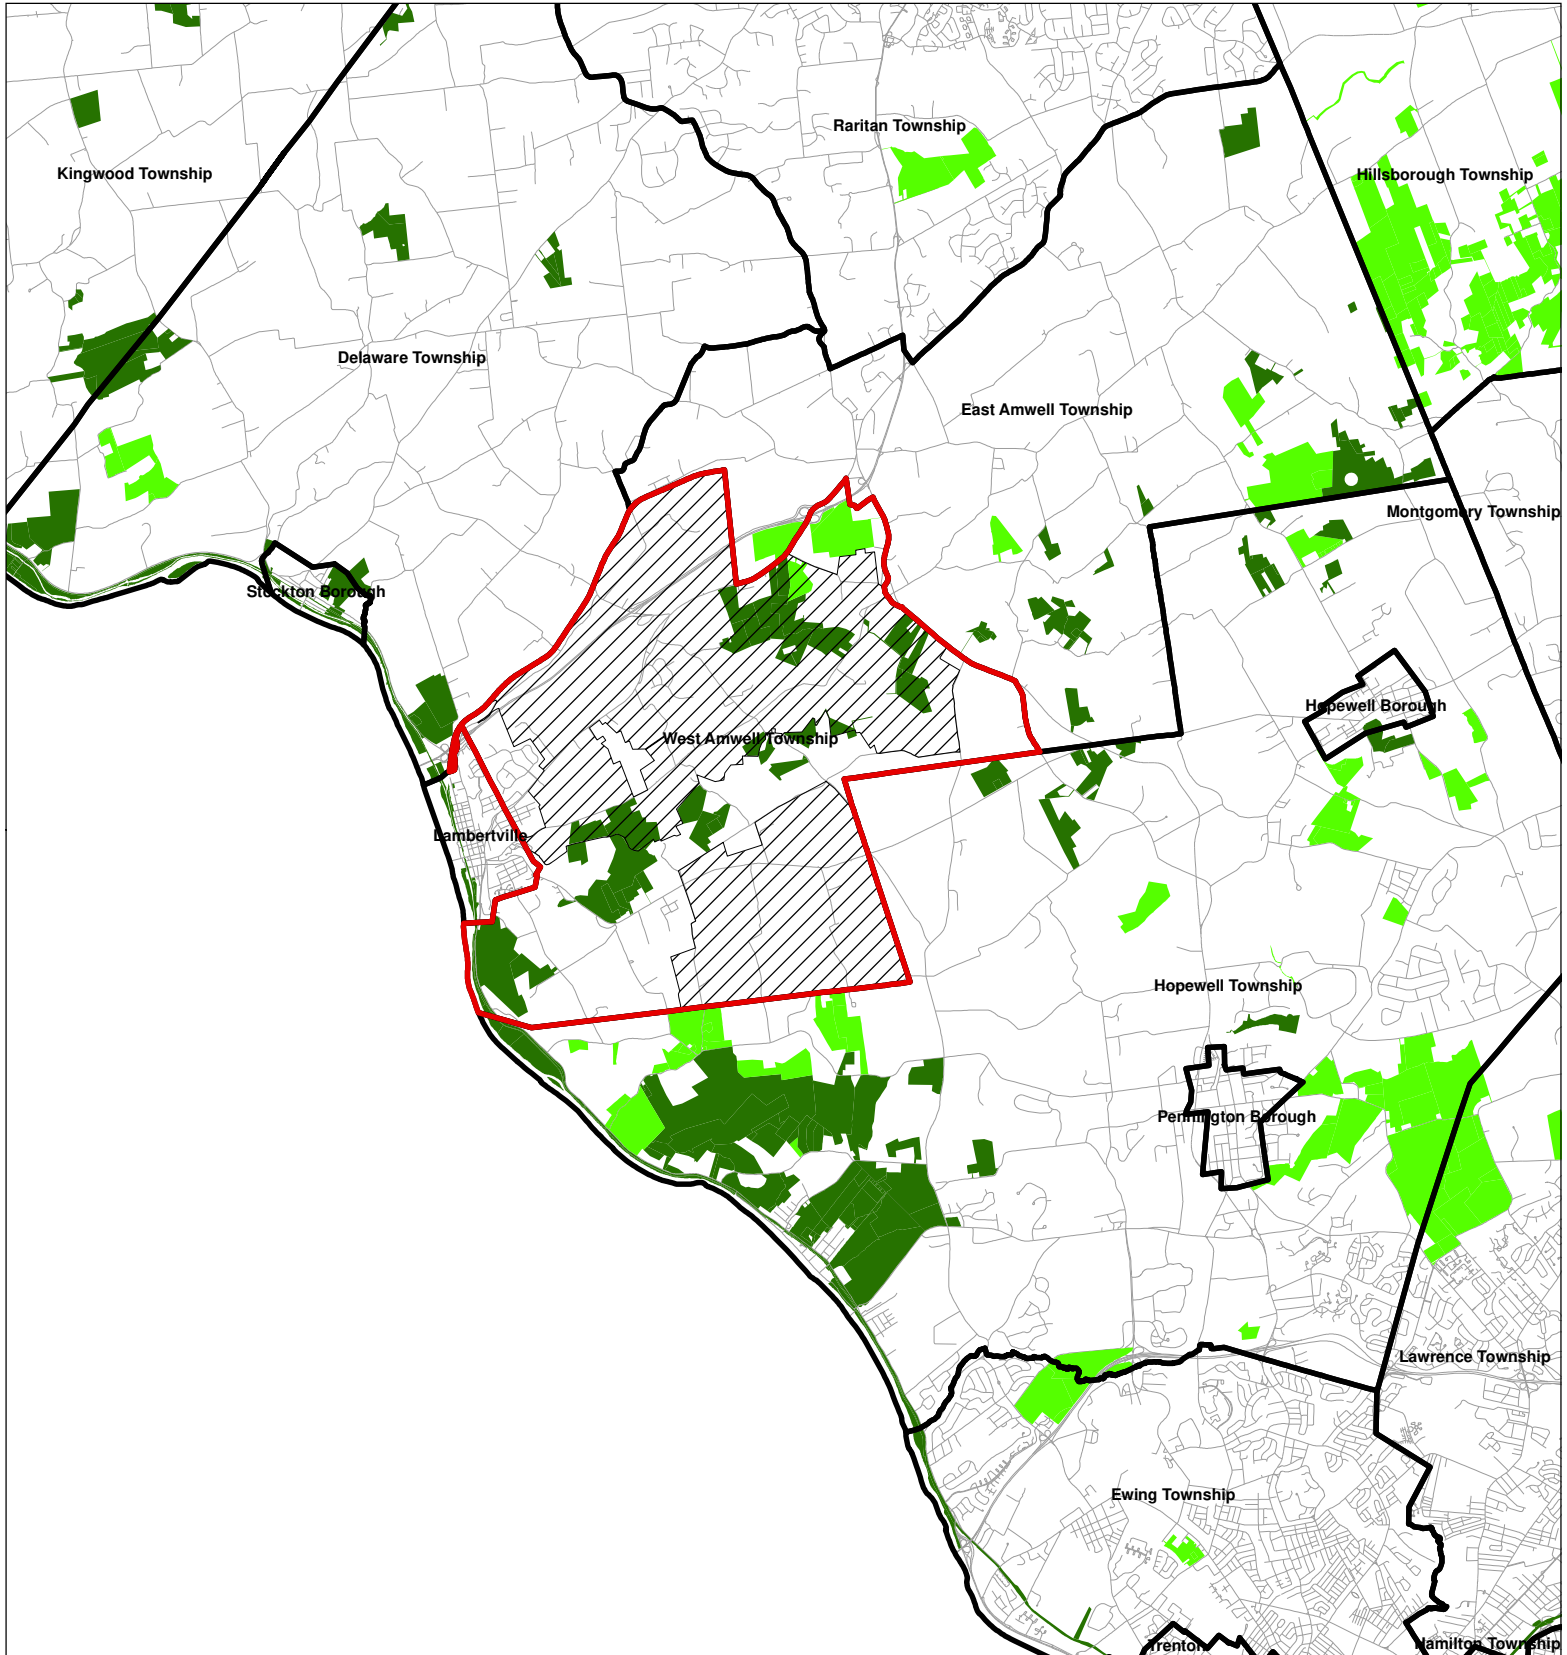 Raritan Township
Kingwood Township
Hillsborough Township
Delaware Township
East Amwell Township
Montgomery Township
Stockton Borough
Hopewell Borough
West Amwell Township
Lambertville
Hopewell Township
Pennington Borough
Lawrence Township
Ewing Township
Trenton
Hamilton Township